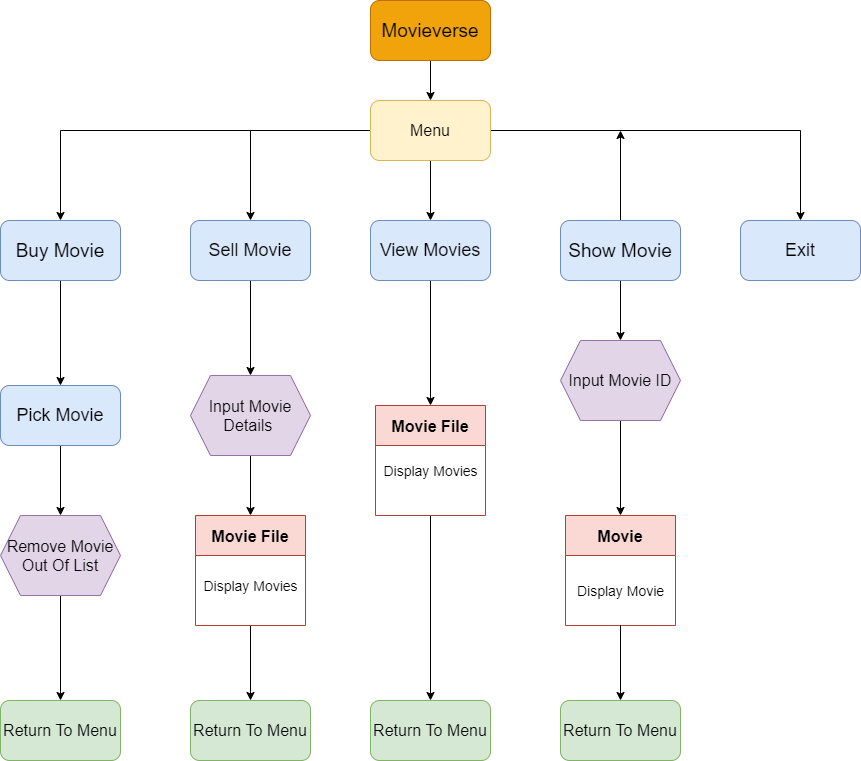 Movieverse
Menu
Buy Movie
Sell Movie
View Movies
Show Movie
Exit
Pick Movie
Input Movie
Details
Movie File
Display Movies
Input Movie ID
Remove Movie
Out Of List
Movie File
Display Movies
Movie
Display Movie
Return To Menu
Return To Menu
Return To Menu
Return To Menu